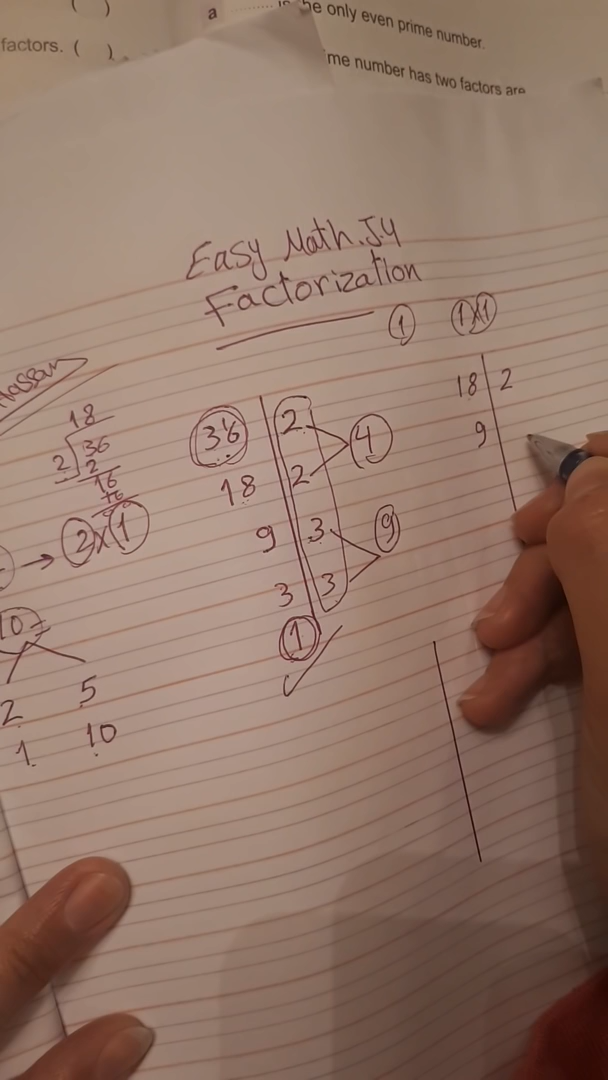 ( )
a ............ is the only even prime number.
factors. ( )
me number has two factors are
Easy Math.J.4
Factorization
Hassan
1 1x1
18
2 36
2
16
16
→ 2x1
10=
2 5
1 10
36 2
4
18 2
9 3
9
3 3
1
18 2
9